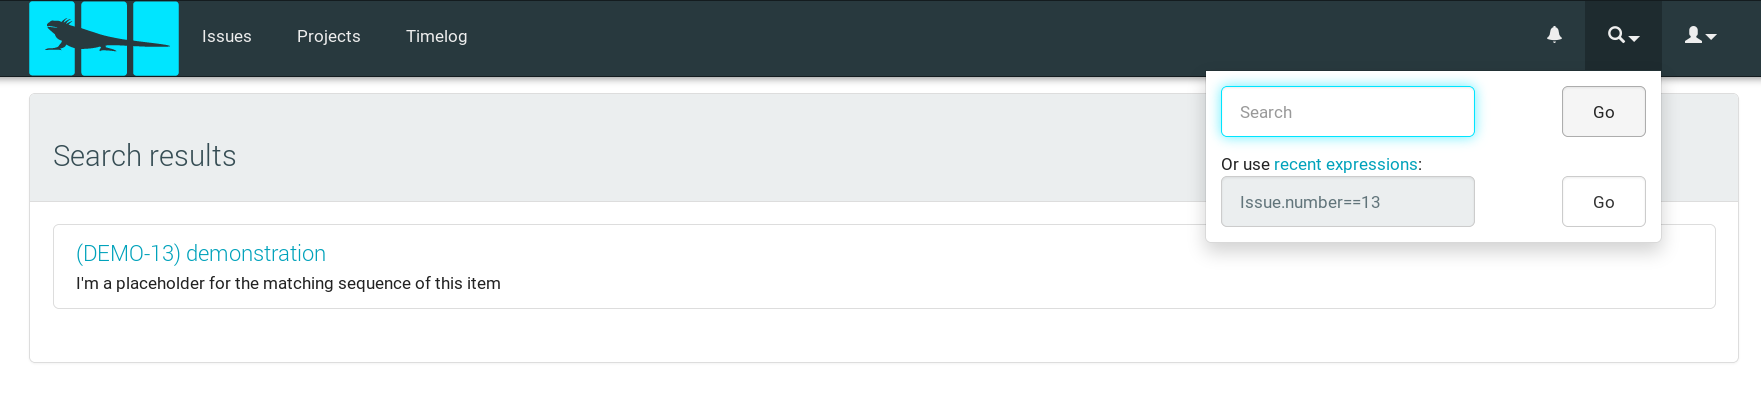 Issues Projects Timelog
Search Go
Or use recent expressions:
Issue.number==13 Go
Search results
(DEMO-13) demonstration
I'm a placeholder for the matching sequence of this item